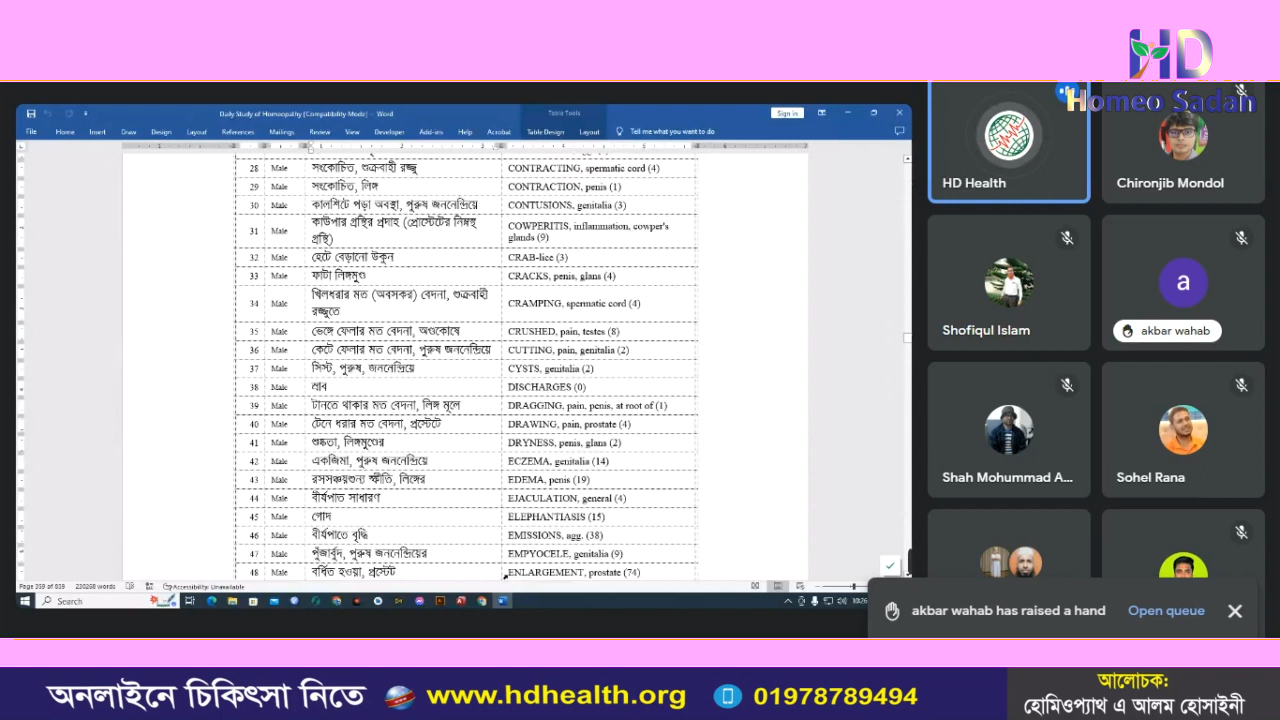 HD
Homeo Sadan
Daily Study of Homeopathy [Compatibility Mode] - Word
Table Tools
Sign in
File Home Insert Draw Design Layout References Mailings Review View Developer Add-ins Help Acrobat Table Design Layout Tell me what you want to do
28 Male সংকোচিত, শুক্রবাহী রজ্জু CONTRACTING, spermatic cord (4)
29 Male সংকোচিত, লিঙ্গ CONTRACTION, penis (1)
30 Male কালশিটে পড়া অবস্থা, পুরুষ জননেন্দ্রিয়ে CONTUSIONS, genitalia (3)
31 Male কাউপার গ্রন্থির প্রদাহ (প্রোস্টেটের নিম্নস্থ গ্রন্থি) COWPERITIS, inflammation, cowper's glands (9)
32 Male হেটে বেড়ানো উকুন CRAB-lice (3)
33 Male ফাটা লিঙ্গমুণ্ড CRACKS, penis, glans (4)
34 Male খিলধরার মত (অবসকর) বেদনা, শুক্রবাহী রজ্জুতে CRAMPING, spermatic cord (4)
35 Male ভেঙ্গে ফেলার মত বেদনা, অণ্ডকোষে CRUSHED, pain, testes (8)
36 Male কেটে ফেলার মত বেদনা, পুরুষ জননেন্দ্রিয়ে CUTTING, pain, genitalia (2)
37 Male সিস্ট, পুরুষ, জননেন্দ্রিয়ে CYSTS, genitalia (2)
38 Male স্রাব DISCHARGES (0)
39 Male টানতে থাকার মত বেদনা, লিঙ্গ মূলে DRAGGING, pain, penis, at root of (1)
40 Male টেনে ধরার মত বেদনা, প্রস্টেটে DRAWING, pain, prostate (4)
41 Male শুষ্কতা, লিঙ্গমুণ্ডের DRYNESS, penis, glans (2)
42 Male একজিমা, পুরুষ জননেন্দ্রিয়ে ECZEMA, genitalia (14)
43 Male রসসঞ্চয়শুন্য স্ফীতি, লিঙ্গের EDEMA, penis (19)
44 Male বীর্যপাত সাধারণ EJACULATION, general (4)
45 Male গোদ ELEPHANTIASIS (15)
46 Male বীর্যপাতে বৃদ্ধি EMISSIONS, agg. (38)
47 Male পুঁজার্বুদ, পুরুষ জননেন্দ্রিয়ের EMPYOCELE, genitalia (9)
48 Male বর্ধিত হওয়া, প্রস্টেট ENLARGEMENT, prostate (74)
Page 359 of 839 230268 words Accessibility: Unavailable
Search
HD Health
Chironjib Mondol
Shofiqul Islam
a
akbar wahab
Shah Mohummad A...
Sohel Rana
akbar wahab has raised a hand Open queue
অনলাইনে চিকিৎসা নিতে www.hdhealth.org 01978789494
আলোচক:
হোমিওপ্যাথ এ আলম হোসাইনী